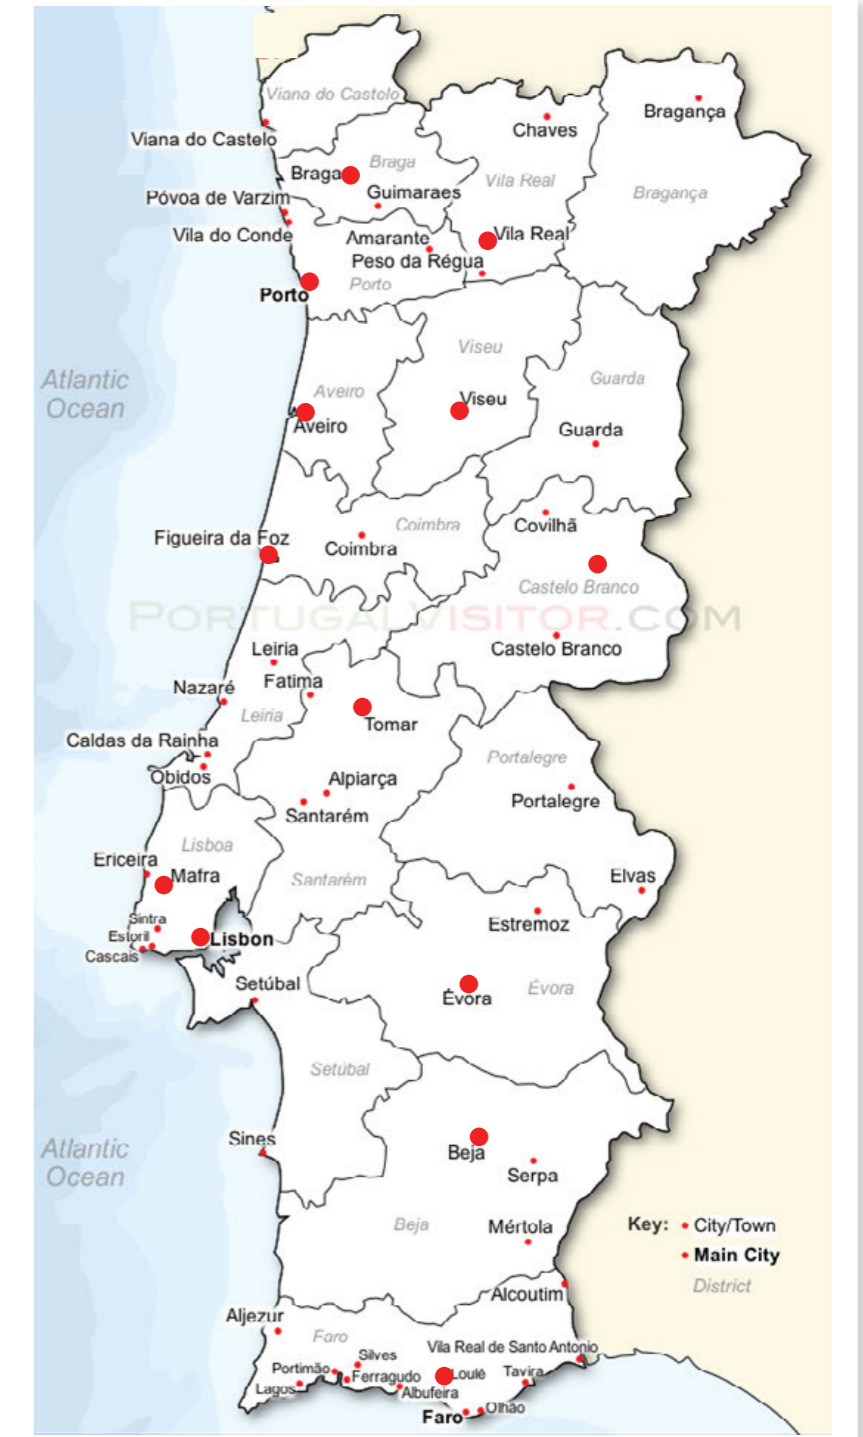 Viana do Castelo
Bragança
Chaves
Viana do Castelo
Braga
Braga
Vila Real
Guimaraes
Bragança
Póvoa de Varzim
Vila do Conde
Amarante
Vila Real
Peso da Régua
Porto
Porto
Viseu
Atlantic
Ocean
Guarda
Aveiro
Viseu
Aveiro
Guarda
Coimbra
Covilhã
Figueira da Foz
Coimbra
Castelo Branco
PORTUGALVISITOR.COM
Leiria
Castelo Branco
Fatima
Nazaré
Leiria
Tomar
Caldas da Rainha
Portalegre
Obidos
Alpiarça
Portalegre
Santarém
Lisboa
Ericeira
Mafra
Santarém
Elvas
Sintra
Estremoz
Estoril
Lisbon
Cascais
Setúbal
Évora
Évora
Setúbal
Sines
Atlantic
Ocean
Beja
Serpa
Beja
Mértola
Key:
City/Town
Main City
District
Alcoutim
Aljezur
Faro
Vila Real de Santo Antonio
Silves
Portimão
Ferragudo
Loulé
Tavira
Lagos
Albufeira
Olhão
Faro